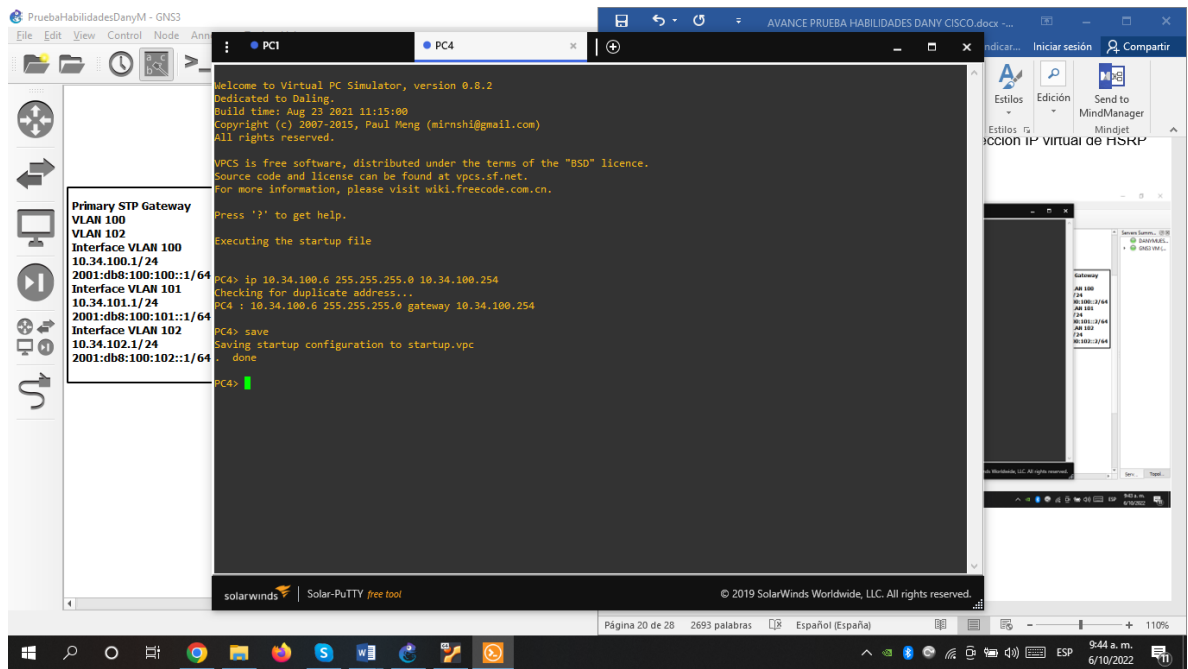 PruebaHabilidadesDanyM - GNS3
AVANCE PRUEBA HABILIDADES DANY CISCO.docx -...
File Edit View Control Node Ann
PC1
PC4
ndicar...
Iniciar sesión
Compartir
Estilos
Edición
Send to
MindManager
Estilos
Mindjet
ección IP virtual de HSRP
Primary STP Gateway
VLAN 100
VLAN 102
Interface VLAN 100
10.34.100.1/24
2001:db8:100:100::1/64
Interface VLAN 101
10.34.101.1/24
2001:db8:100:101::1/64
Interface VLAN 102
10.34.102.1/24
2001:db8:100:102::1/64
Welcome to Virtual PC Simulator, version 0.8.2
Dedicated to Daling.
Build time: Aug 23 2021 11:15:00
Copyright (c) 2007-2015, Paul Meng (mirnshi@gmail.com)
All rights reserved.
VPCS is free software, distributed under the terms of the "BSD" licence.
Source code and license can be found at vpcs.sf.net.
For more information, please visit wiki.freecode.com.cn.
Press '?' to get help.
Executing the startup file
PC4> ip 10.34.100.6 255.255.255.0 10.34.100.254
Checking for duplicate address...
PC4 : 10.34.100.6 255.255.255.0 gateway 10.34.100.254
PC4> save
Saving startup configuration to startup.vpc
. done
PC4>
solarwinds
Solar-PuTTY free tool
© 2019 SolarWinds Worldwide, LLC. All rights reserved.
Página 20 de 28
2693 palabras
Español (España)
110%
ESP
9:44 a. m.
6/10/2022